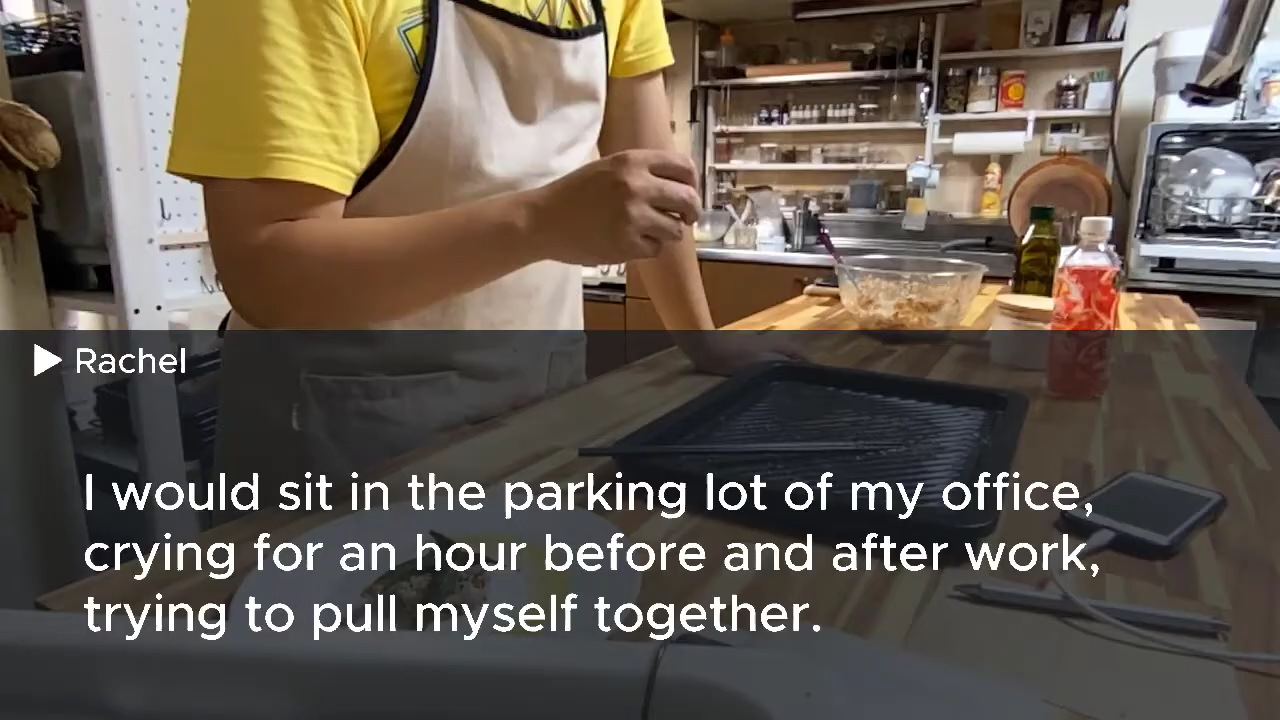 Rachel
I would sit in the parking lot of my office,
crying for an hour before and after work,
trying to pull myself together.